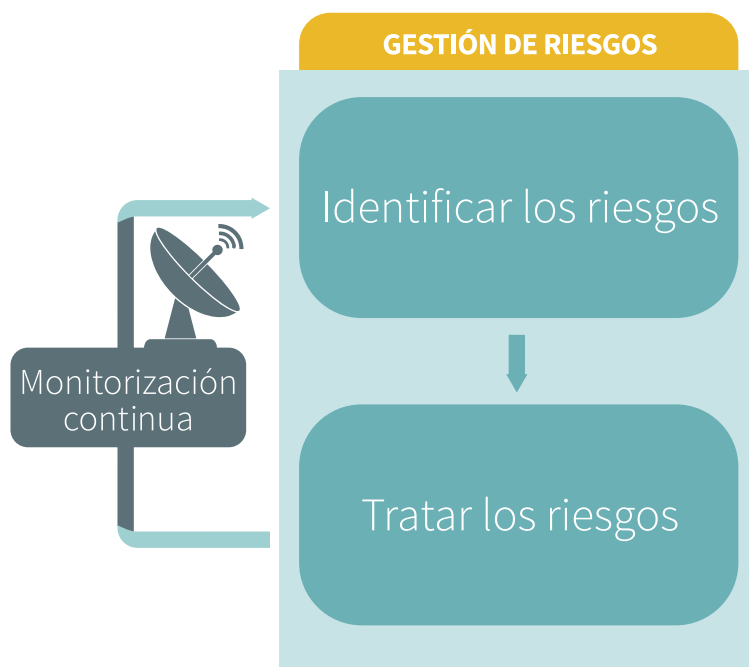 GESTIÓN DE RIESGOS
Identificar los riesgos
Monitorización
continua
Tratar los riesgos